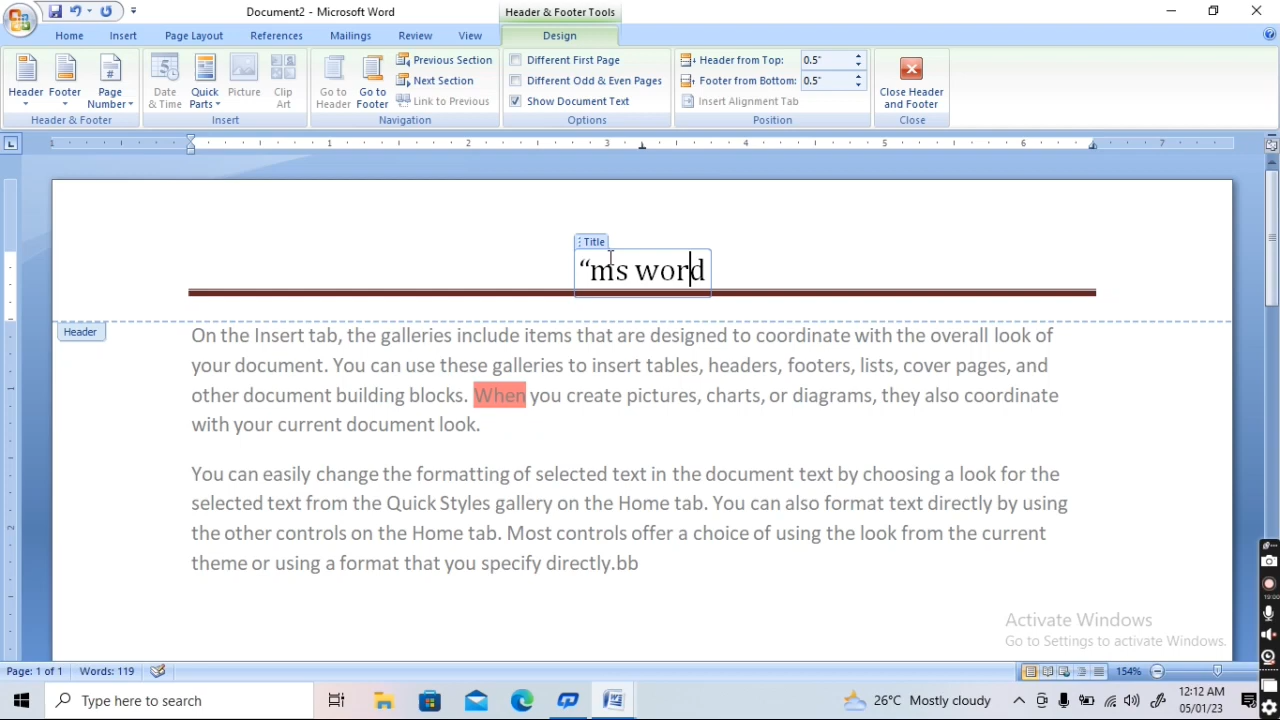 Document2 - Microsoft Word
Header & Footer Tools
Home Insert Page Layout References Mailings Review View Design
Header Footer Page Number
Header & Footer
Date & Time Quick Parts Picture Clip Art
Insert
Go to Header Go to Footer Previous Section Next Section Link to Previous
Navigation
Different First Page
Different Odd & Even Pages
Show Document Text
Options
Header from Top: 0.5"
Footer from Bottom: 0.5"
Insert Alignment Tab
Position
Close Header and Footer
Close
1 1 2 3 4 5 6 7
Title
“ms word
Header
On the Insert tab, the galleries include items that are designed to coordinate with the overall look of
your document. You can use these galleries to insert tables, headers, footers, lists, cover pages, and
other document building blocks. When you create pictures, charts, or diagrams, they also coordinate
with your current document look.
You can easily change the formatting of selected text in the document text by choosing a look for the
selected text from the Quick Styles gallery on the Home tab. You can also format text directly by using
the other controls on the Home tab. Most controls offer a choice of using the look from the current
theme or using a format that you specify directly.bb
1
2
Activate Windows
Go to Settings to activate Windows.
Page: 1 of 1 Words: 119 154%
Type here to search 26°C Mostly cloudy 12:12 AM
05/01/23